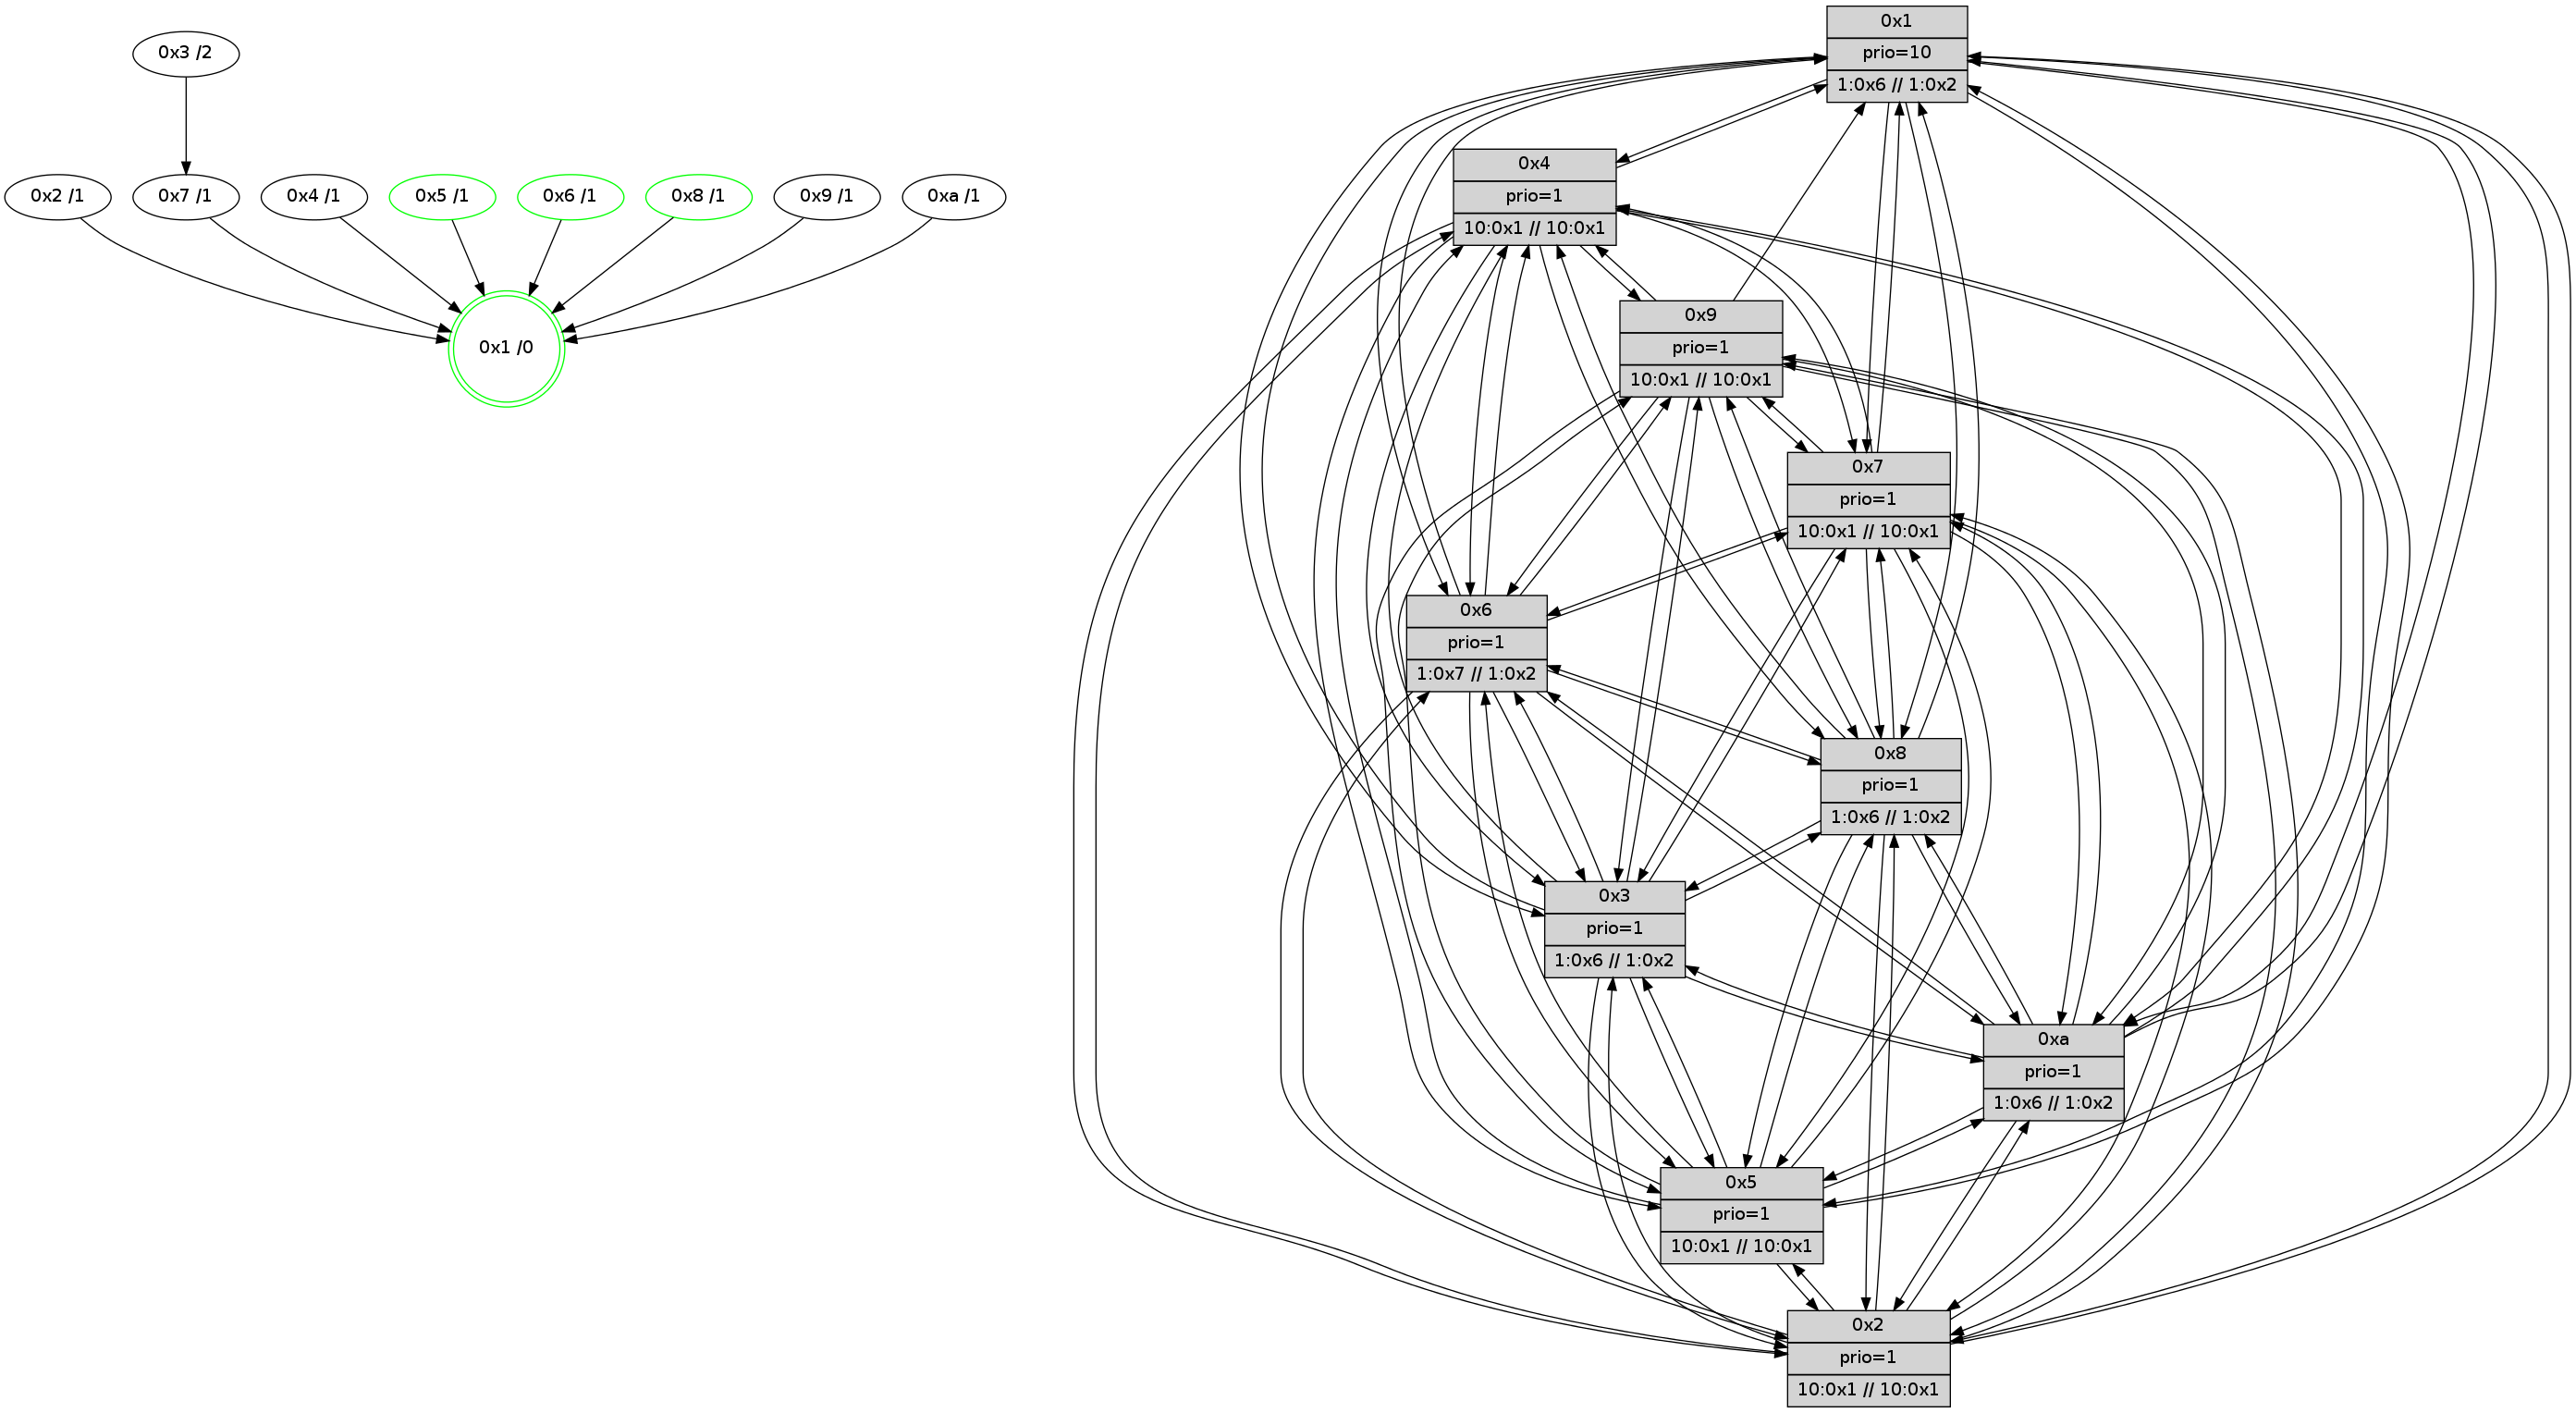 0x3 /2
0x2 /1
0x7 /1
0x4 /1
0x5 /1
0x6 /1
0x8 /1
0x9 /1
0xa /1
0x1 /0
0x1
prio=10
1:0x6 // 1:0x2
0x4
prio=1
10:0x1 // 10:0x1
0x9
prio=1
10:0x1 // 10:0x1
0x7
prio=1
10:0x1 // 10:0x1
0x6
prio=1
1:0x7 // 1:0x2
0x8
prio=1
1:0x6 // 1:0x2
0x3
prio=1
1:0x6 // 1:0x2
0xa
prio=1
1:0x6 // 1:0x2
0x5
prio=1
10:0x1 // 10:0x1
0x2
prio=1
10:0x1 // 10:0x1